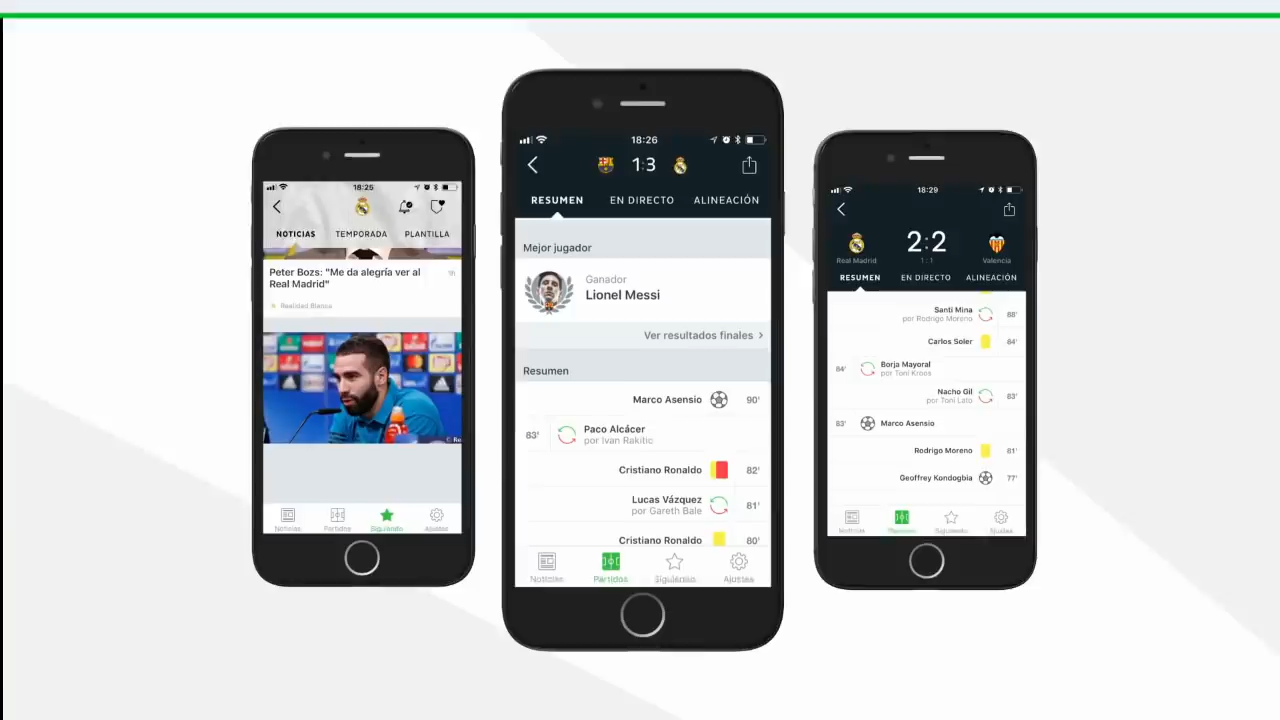 18:25
NOTICIAS TEMPORADA PLANTILLA
Peter Bozs: "Me da alegría ver al
Real Madrid"
9h
Realidad Blanca
Noticias Partidos Siguiendo Ajustes
18:26
1:3
RESUMEN EN DIRECTO ALINEACIÓN
Mejor jugador
Ganador
Lionel Messi
Ver resultados finales
Resumen
Marco Asensio 90'
83' Paco Alcácer
por Ivan Rakitic
Cristiano Ronaldo 82'
Lucas Vázquez 81'
por Gareth Bale
Cristiano Ronaldo 80'
Noticias Partidos Siguiendo Ajustes
18:29
2:2
1:1
Real Madrid Valencia
RESUMEN EN DIRECTO ALINEACIÓN
Santi Mina 88'
por Rodrigo Moreno
Carlos Soler 84'
84' Borja Mayoral
por Toni Kroos
Nacho Gil 83'
por Toni Lato
83' Marco Asensio
Rodrigo Moreno 81'
Geoffrey Kondogbia 77'
Noticias Siguiendo Ajustes